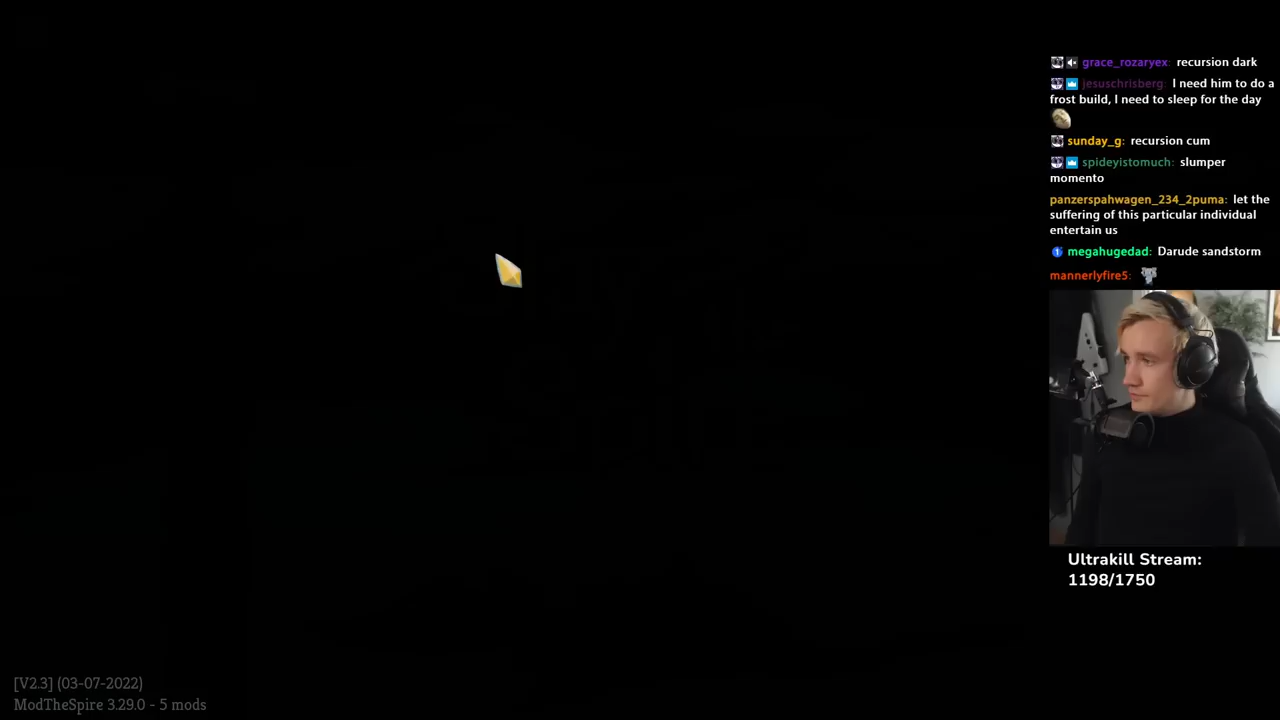 grace_rozaryex: recursion dark
jesuschrisberg: I need him to do a
frost build, I need to sleep for the day
sunday_g: recursion cum
spideyistomuch: slumper
momento
panzerspahwagen_234_2puma: let the
suffering of this particular individual
entertain us
megahugedad: Darude sandstorm
mannerlyfire5:
Ultrakill Stream:
1198/1750
[V2.3] (03-07-2022)
ModTheSpire 3.29.0 - 5 mods